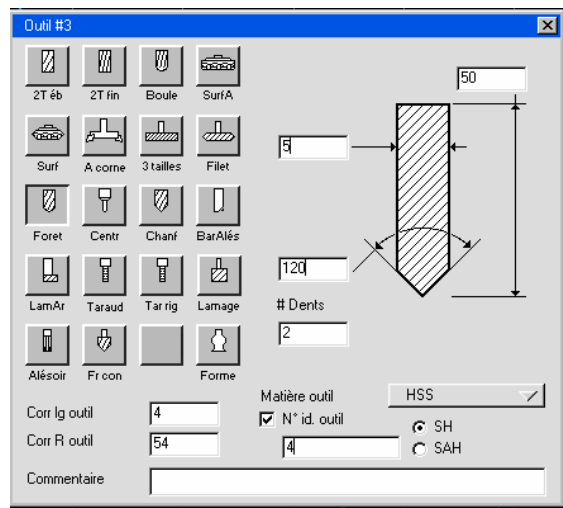 Outil #3
2T éb 2T fin Boule SurfA
50
Surf A corne 3 tailles Filet
5
Foret Centr Chanf BarAlés
120
LamAr Taraud Tar rig Lamage
# Dents
2
Alésoir Fr con Forme
Matière outil HSS
Corr lg outil 4
N° id. outil
SH
Corr R outil 54
4
SAH
Commentaire